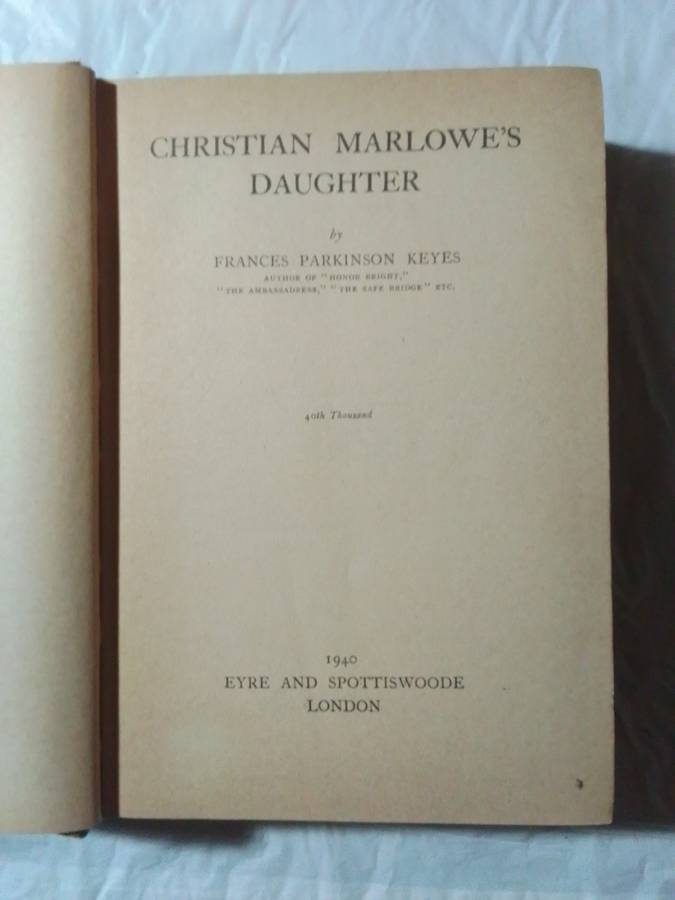 CHRISTIAN MARLOWE'S
DAUGHTER
by
FRANCES PARKINSON KEYES
AUTHOR OF "HONOR BRIGHT,"
"THE AMBASSADRESS," "THE SAFE BRIDGE" ETC.
40th Thousand
1940
EYRE AND SPOTTISWOODE
LONDON